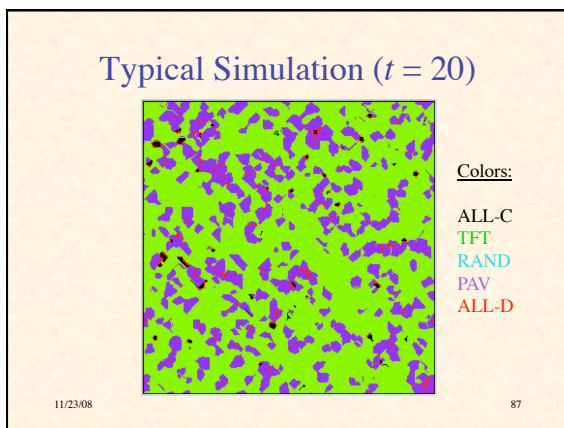 Typical Simulation (t = 20)
Colors:
ALL-C
TFT
RAND
PAV
ALL-D
11/23/08
87